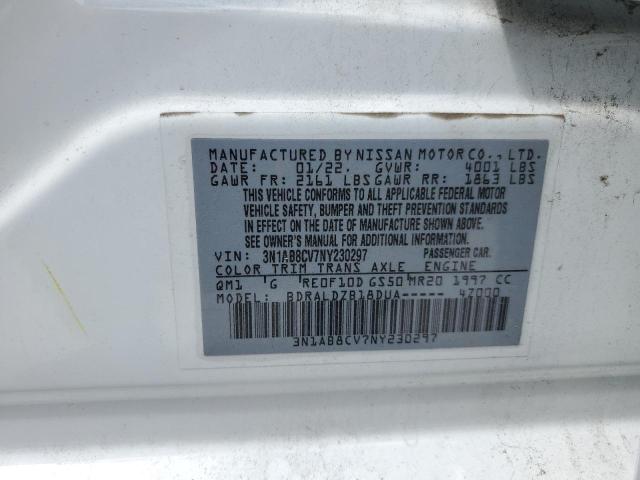 MANUFACTURED BY NISSAN MOTOR CO., LTD.
DATE: 01/22 GVWR: 4001 LBS
GAWR FR: 2161 LBS GAWR RR: 1863 LBS
THIS VEHICLE CONFORMS TO ALL APPLICABLE FEDERAL MOTOR
VEHICLE SAFETY, BUMPER AND THEFT PREVENTION STANDARDS
IN EFFECT ON THE DATE OF MANUFACTURE SHOWN ABOVE.
SEE OWNER'S MANUAL FOR ADDITIONAL INFORMATION.
VIN: 3N1AB8CV7NY230297 PASSENGER CAR.
COLOR TRIM TRANS AXLE ENGINE
QM1 G RE0F10D GS50 MR20 1997 CC
MODEL: BDRALDZB18DUA----- 47000
3N1AB8CV7NY230297